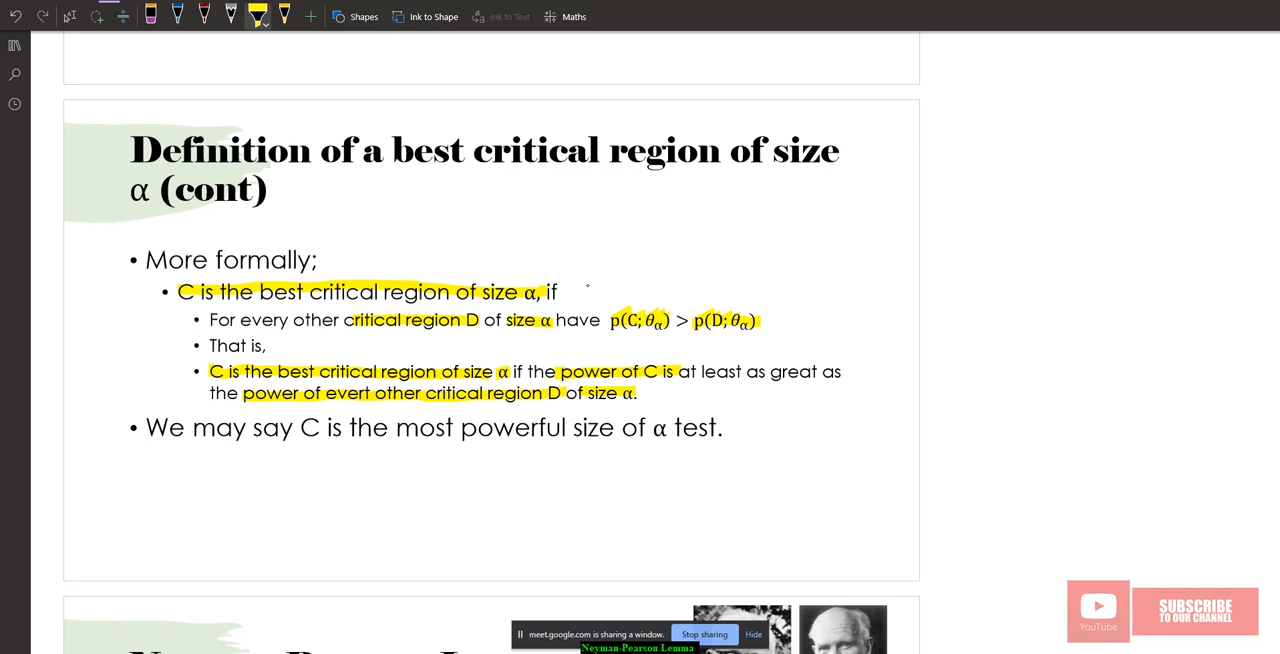 Shapes
Ink to Shape
Ink to Text
Maths
Definition of a best critical region of size
α (cont)
• More formally;
• C is the best critical region of size α, if
• For every other critical region D of size α have p(C; θα) > p(D; θα)
• That is,
• C is the best critical region of size α if the power of C is at least as great as
the power of evert other critical region D of size α.
• We may say C is the most powerful size of α test.
YouTube
SUBSCRIBE
TO OUR CHANNEL
meet.google.com is sharing a window.
Stop sharing
Hide
Neyman-Pearson Lemma